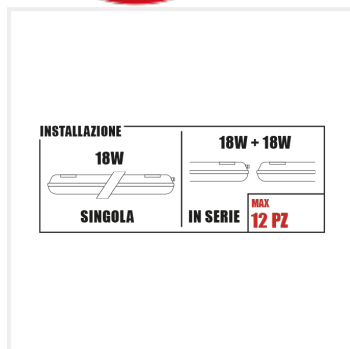 INSTALLAZIONE
18W
SINGOLA
18W + 18W
IN SERIE
MAX
12 PZ